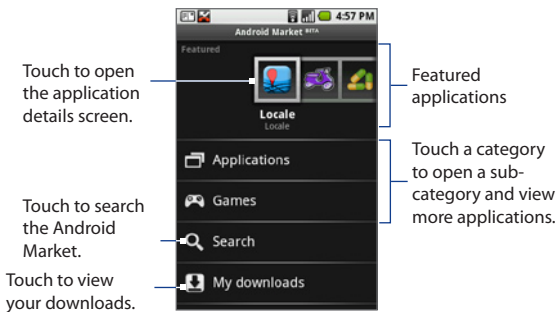 4:57 PM
Android Market BETA
Featured
Locale
Locale
Applications
Games
Search
My downloads
Touch to open
the application
details screen.
Touch to search
the Android
Market.
Touch to view
your downloads.
Featured
applications
Touch a category
to open a sub-
category and view
more applications.